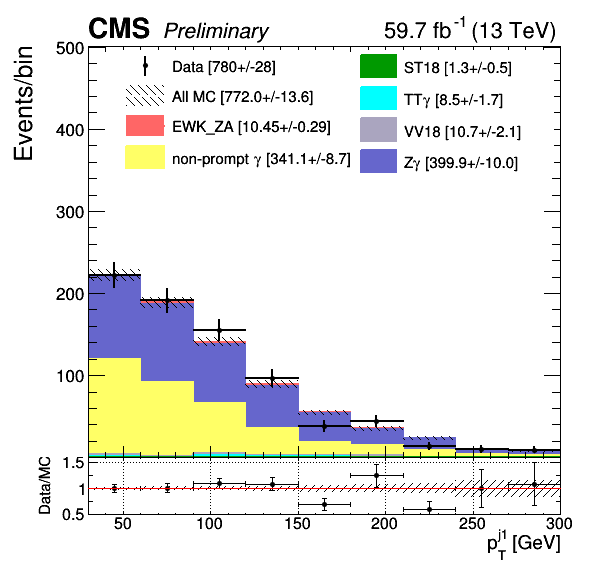 CMS Preliminary 59.7 fb⁻¹ (13 TeV)
Events/bin
500
400
300
200
100
Data [780+/-28]
All MC [772.0+/-13.6]
EWK_ZA [10.45+/-0.29]
non-prompt γ [341.1+/-8.7]
ST18 [1.3+/-0.5]
TTγ [8.5+/-1.7]
VV18 [10.7+/-2.1]
Zγ [399.9+/-10.0]
Data/MC
1.5
1
0.5
50 100 150 200 250 300
p_T^{j1} [GeV]